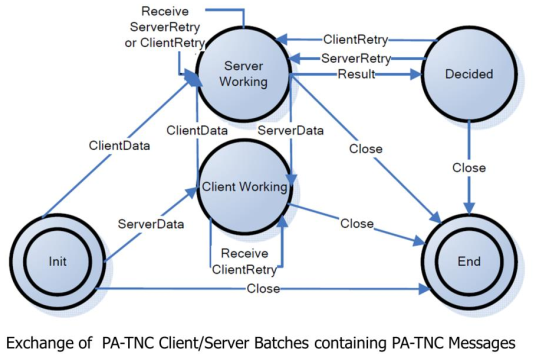 Receive
ServerRetry
or ClientRetry
ClientRetry
ServerRetry
Result
Server
Working
Decided
ClientData
ClientData
ServerData
Close
Close
Client Working
ServerData
Close
Receive
ClientRetry
Init
End
Close
Exchange of PA-TNC Client/Server Batches containing PA-TNC Messages